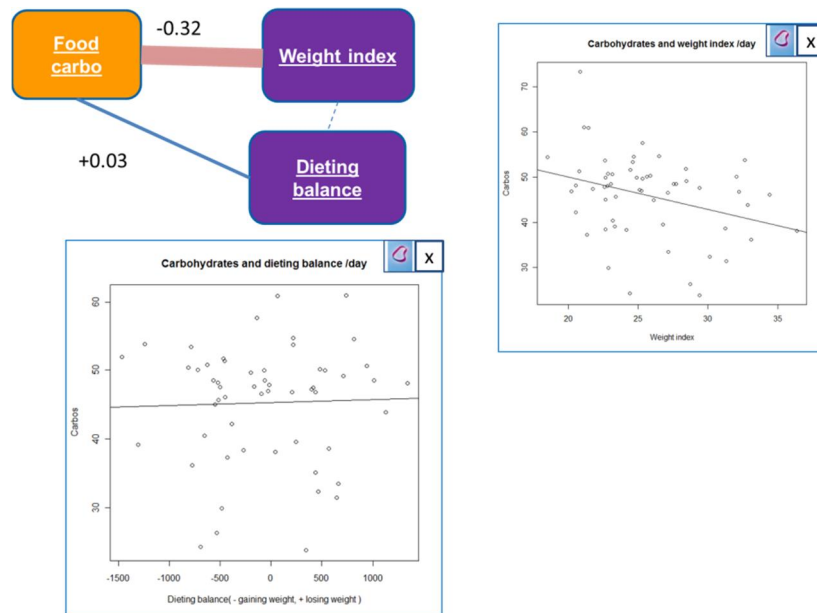 Food
carbo
-0.32
Weight index
+0.03
Dieting
balance
Carbohydrates and weight index /day
X
Carbos
70
60
50
40
30
20
25
30
35
Weight index
Carbohydrates and dieting balance /day
X
Carbos
60
50
40
30
-1500
-1000
-500
0
500
1000
Dieting balance( - gaining weight, + losing weight )